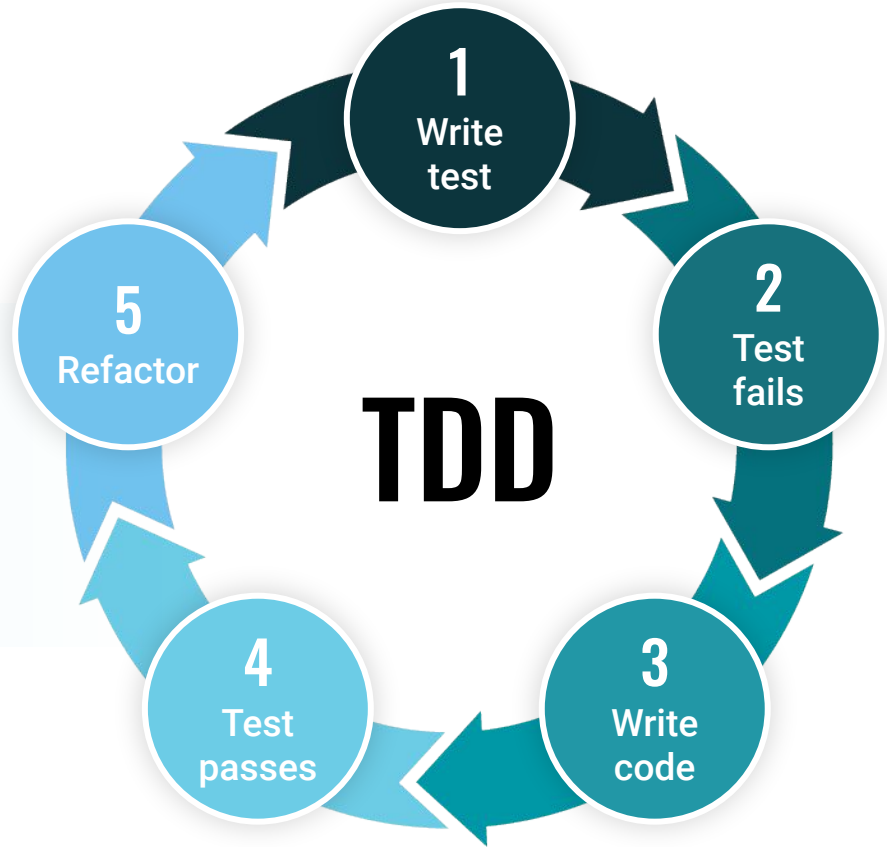 1
Write
test
2
Test
fails
3
Write
code
4
Test
passes
5
Refactor
TDD